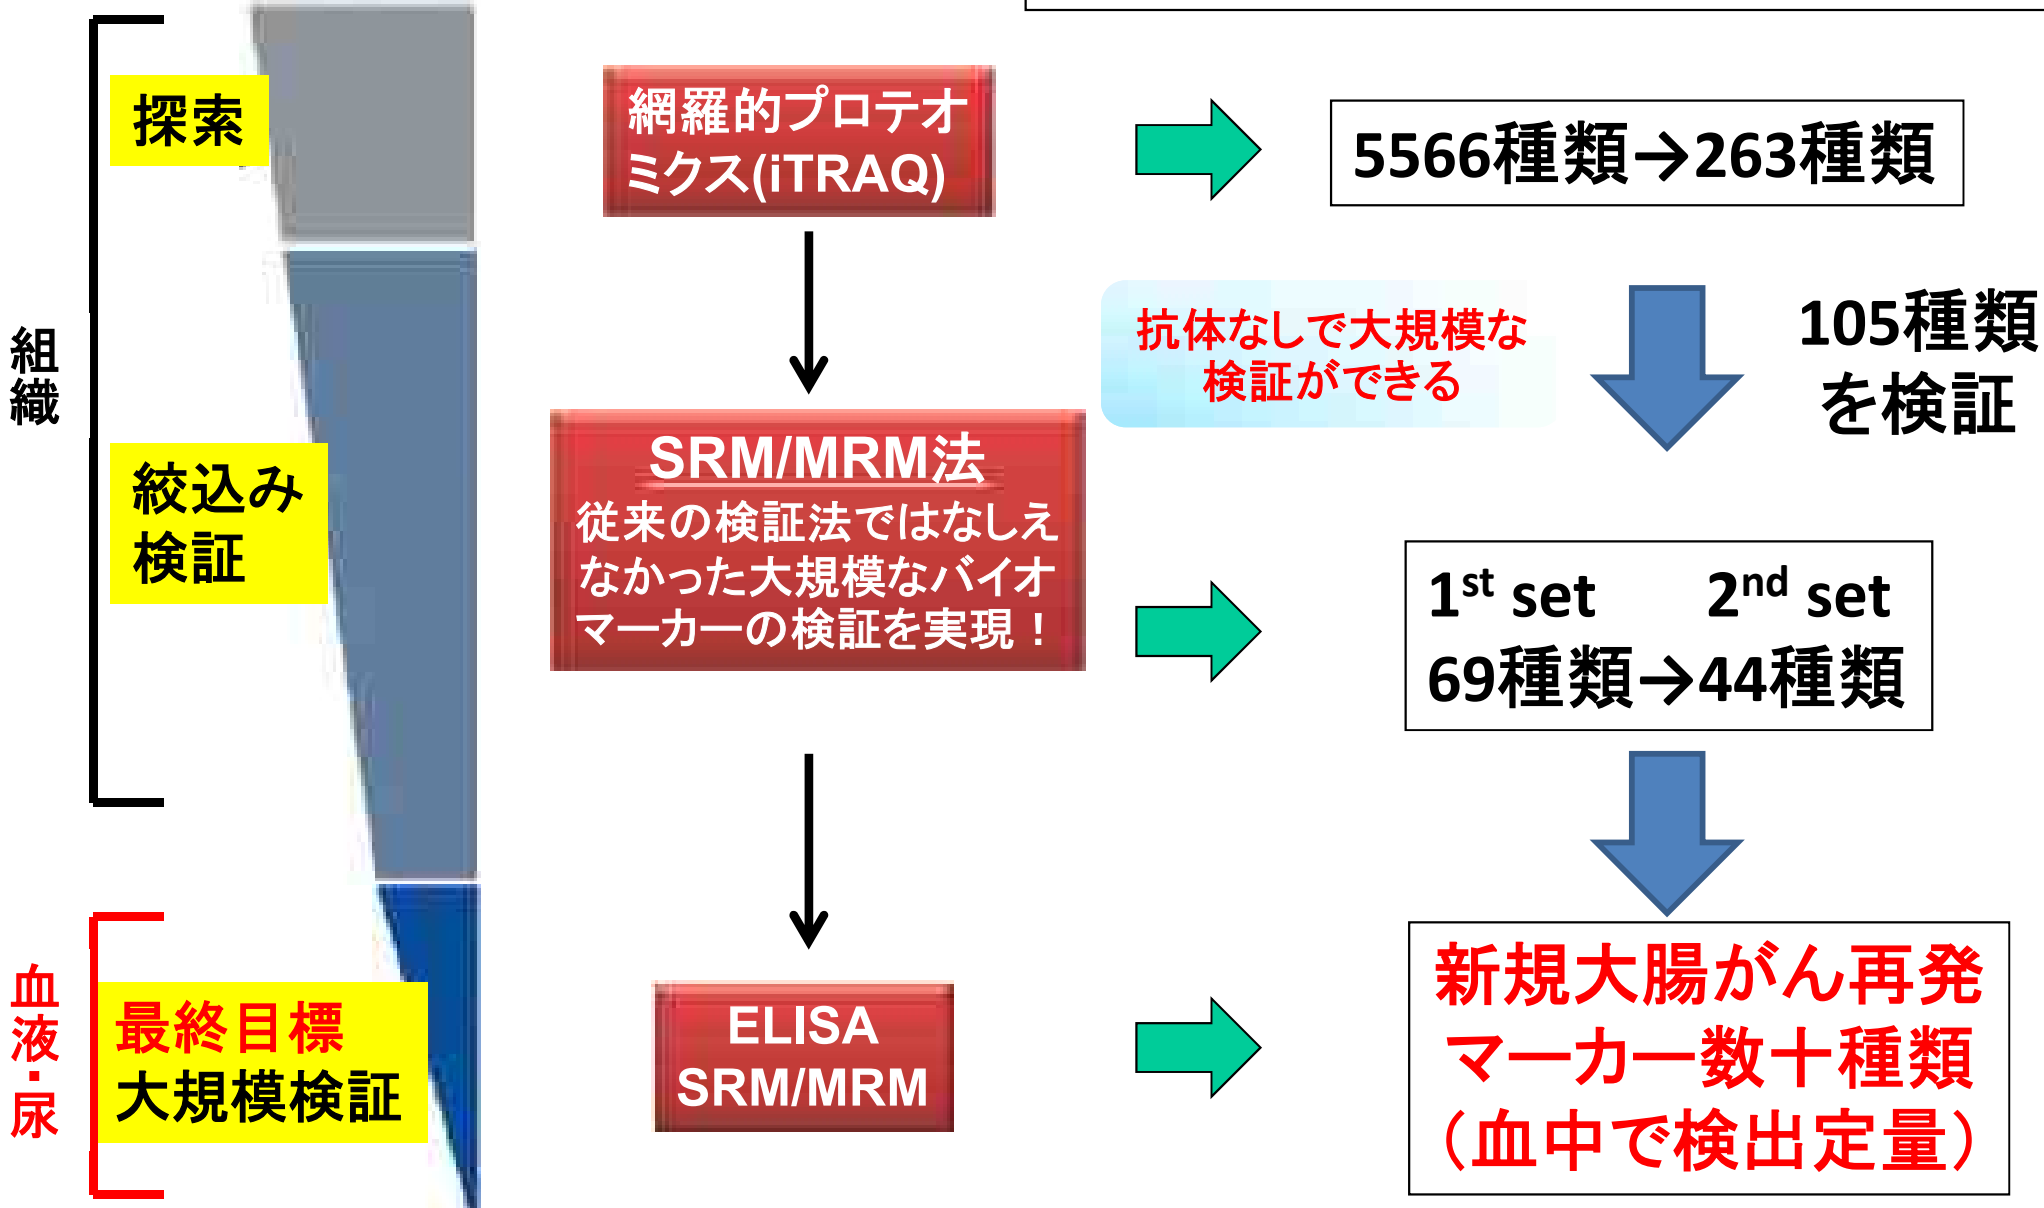 組
織
血
液
・
尿
探索
絞込み
検証
最終目標
大規模検証
網羅的プロテオ
ミクス(iTRAQ)
SRM/MRM法
従来の検証法ではなしえ
なかった大規模なバイオ
マーカーの検証を実現！
ELISA
SRM/MRM
5566種類→263種類
抗体なしで大規模な
検証ができる
105種類
を検証
1st set 2nd set
69種類→44種類
新規大腸がん再発
マーカー数十種類
（血中で検出定量）